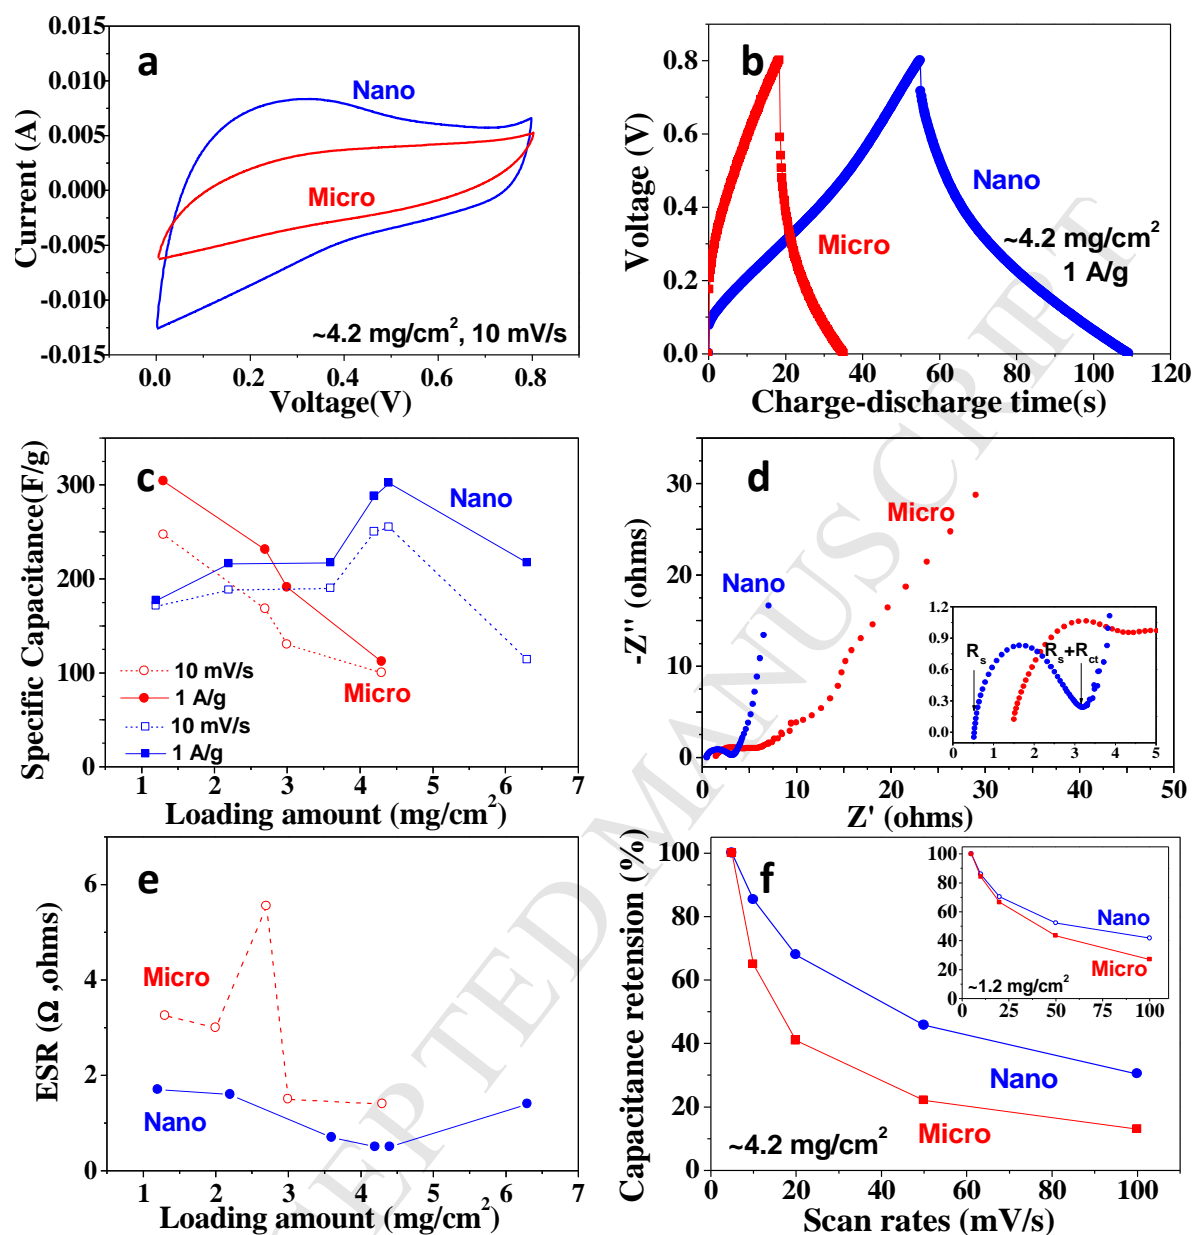 a
0.015
0.010
0.005
0.000
-0.005
-0.010
-0.015
Current (A)
Nano
Micro
~4.2 mg/cm², 10 mV/s
0.0 0.2 0.4 0.6 0.8
Voltage(V)
b
0.8
0.6
0.4
0.2
0.0
Voltage (V)
Nano
Micro
~4.2 mg/cm²
1 A/g
0 20 40 60 80 100 120
Charge-discharge time(s)
c
300
200
100
0
Specific Capacitance(F/g)
Nano
10 mV/s
1 A/g
Micro
10 mV/s
1 A/g
1 2 3 4 5 6 7
Loading amount (mg/cm²)
d
30
20
10
0
-Z'' (ohms)
Micro
Nano
1.2
0.9
0.6
0.3
0.0
Rs
Rs+Rct
0 1 2 3 4 5
0 10 20 30 40 50
Z' (ohms)
e
6
4
2
0
ESR (Ω ,ohms)
Micro
Nano
1 2 3 4 5 6 7
Loading amount (mg/cm²)
f
100
80
60
40
20
0
Capacitance retension (%)
100
80
60
40
20
0
Nano
Micro
~1.2 mg/cm²
0 25 50 75 100
Nano
Micro
~4.2 mg/cm²
0 20 40 60 80 100
Scan rates (mV/s)
EPTED MANUSCRIPT